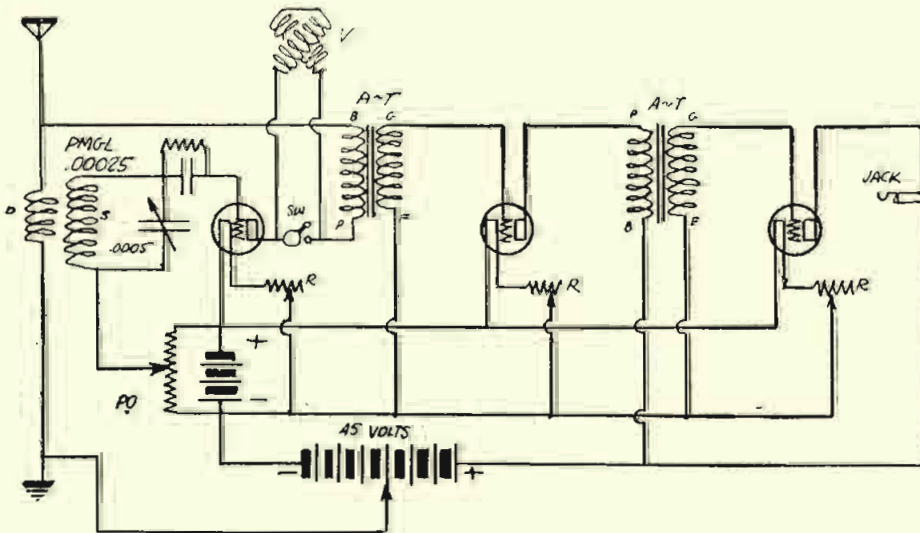 V
A~T
A~T
B G
P G
PMGL
.00025
JACK
S
SW
P
B E
.0005
R
R
R
+
PO
−
45 VOLTS
− +